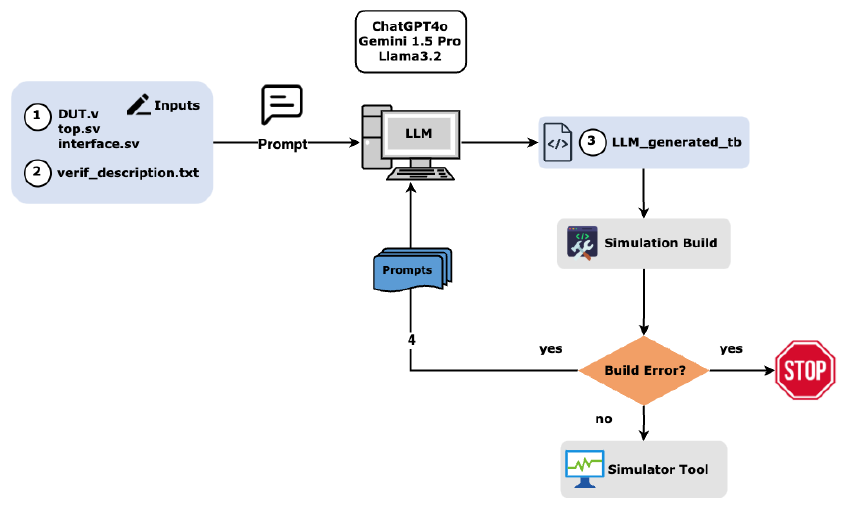 ChatGPT4o
Gemini 1.5 Pro
Llama3.2
Inputs
1
DUT.v
top.sv
interface.sv
2
verif_description.txt
Prompt
LLM
3
LLM_generated_tb
Simulation Build
Prompts
4
yes
Build Error?
yes
STOP
no
Simulator Tool